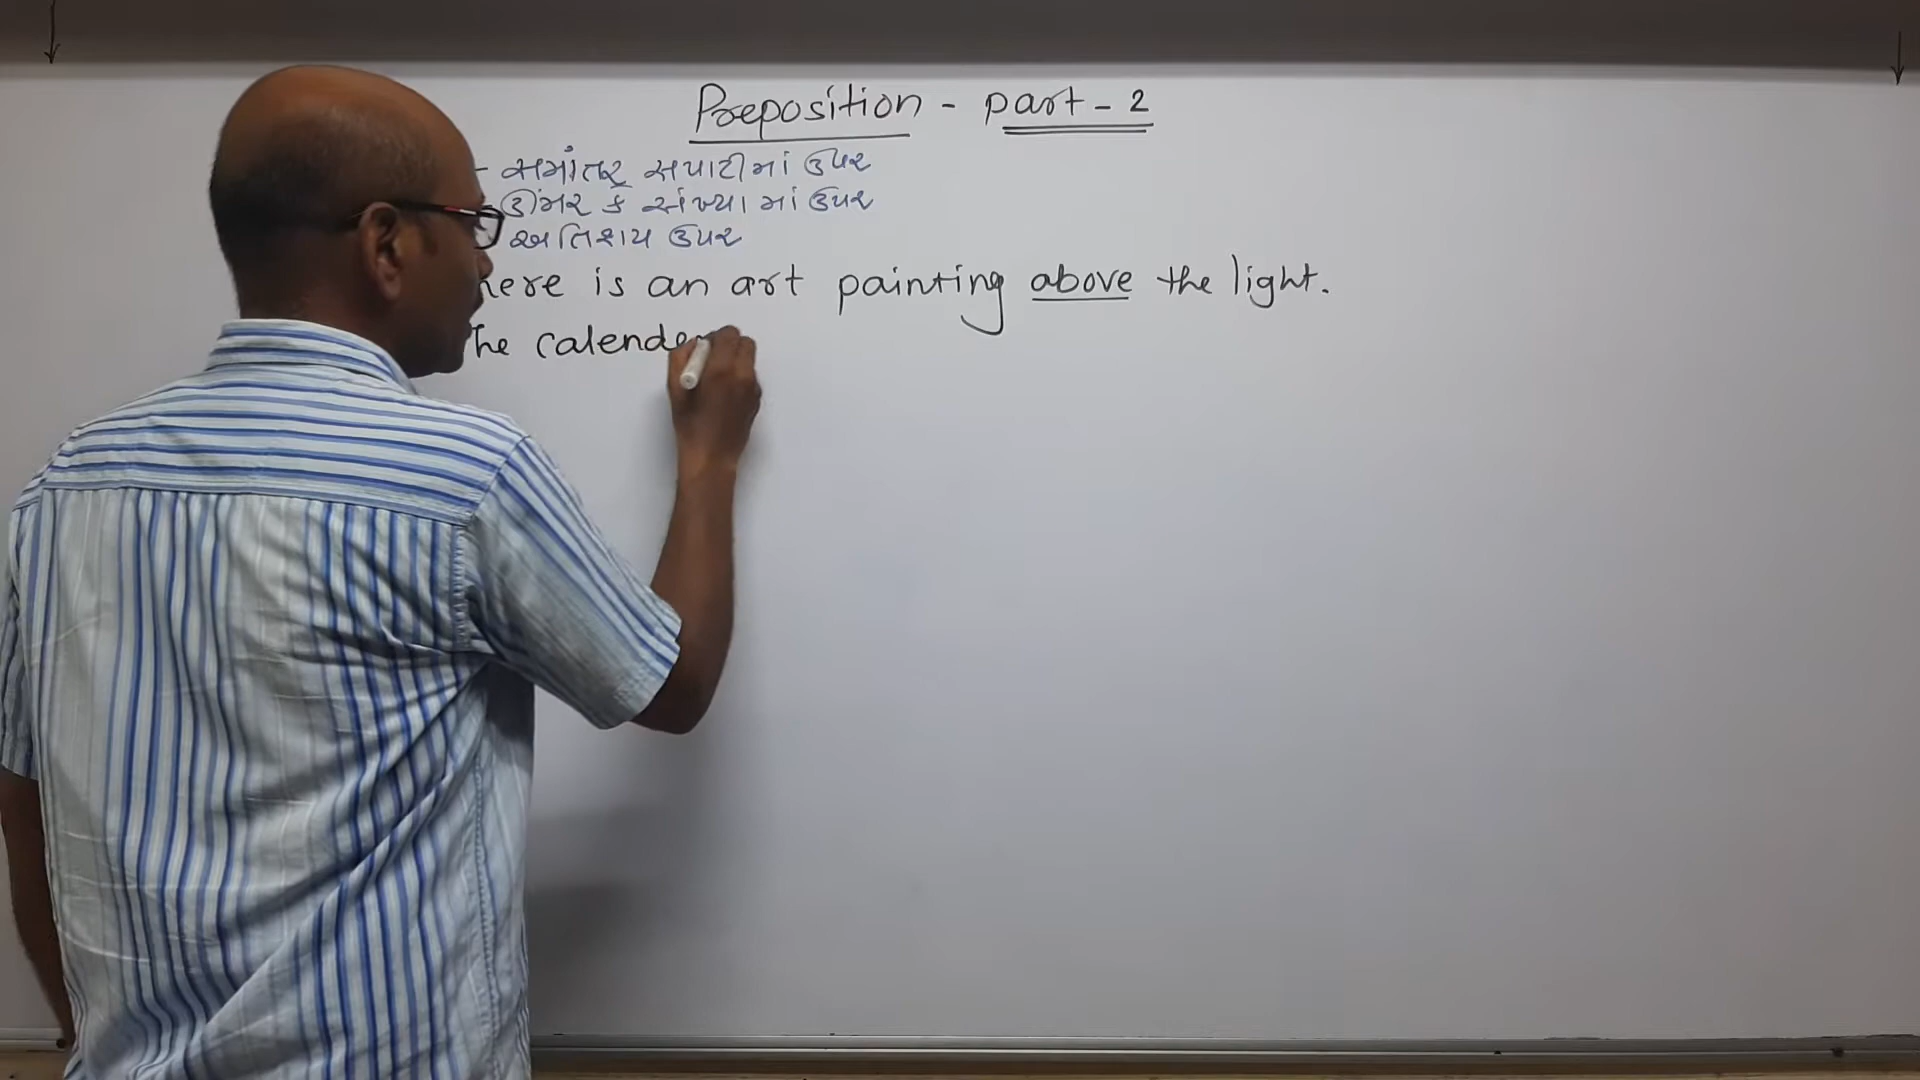 Preposition - part - 2
- સમાંતર સપાટીમાં ઉપર
ઊંમર કે સંખ્યા માં ઉપર
અતિશય ઉપર
here is an art painting above the light.
The calender